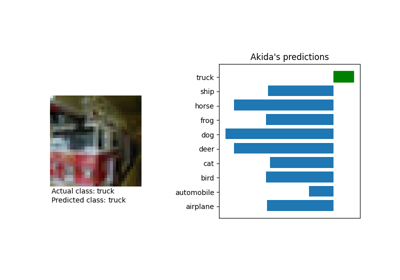 Akida's predictions
truck
ship
horse
frog
dog
deer
cat
bird
automobile
airplane
Actual class: truck
Predicted class: truck